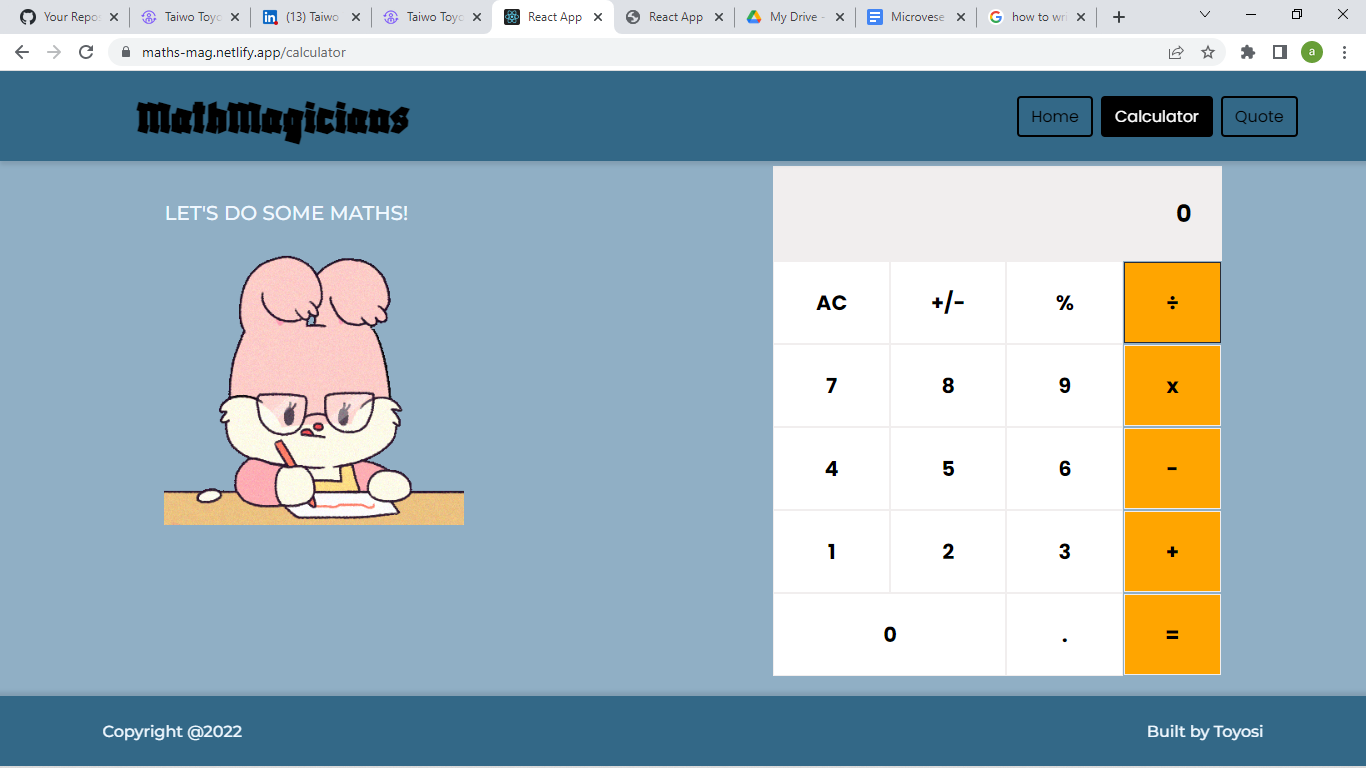 Your Repos
Taiwo Toyo
(13) Taiwo
Taiwo Toyo
React App
React App
My Drive -
Microvese
how to wri
maths-mag.netlify.app/calculator
a
MathMagicians
Home
Calculator
Quote
LET'S DO SOME MATHS!
0
AC +/- % ÷
7 8 9 x
4 5 6 -
1 2 3 +
0 . =
Copyright @2022
Built by Toyosi